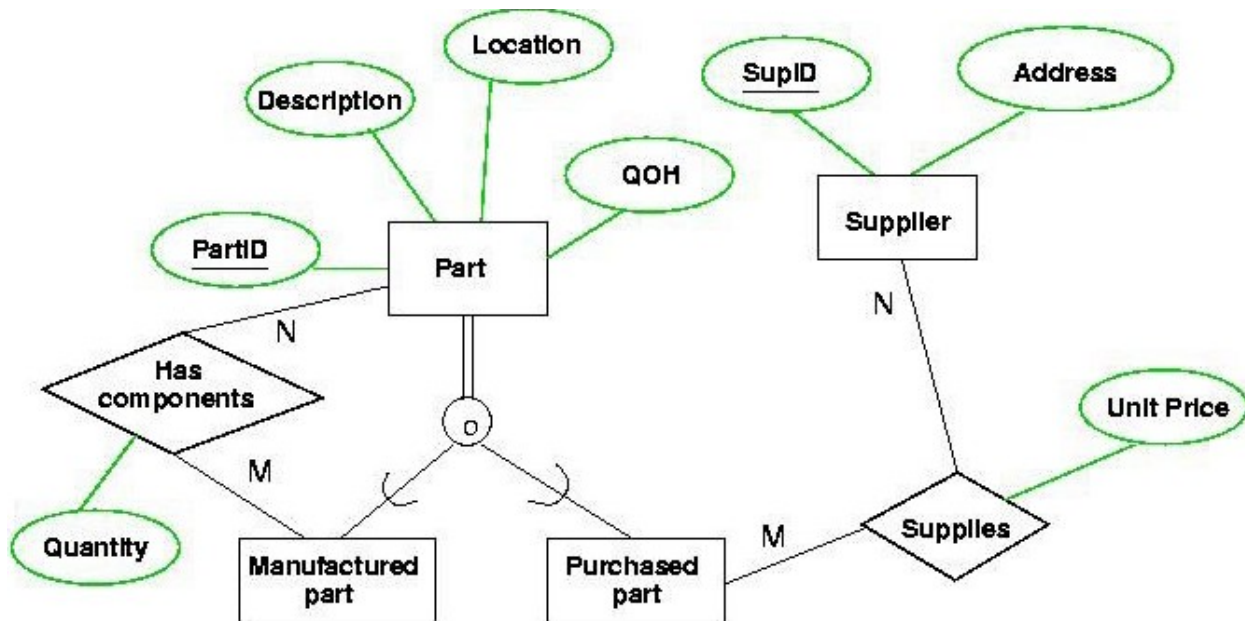 Location
SupID
Address
Description
QOH
Supplier
PartID
Part
N
N
Has
components
Unit Price
o
M
Supplies
M
Quantity
Manufactured
part
Purchased
part